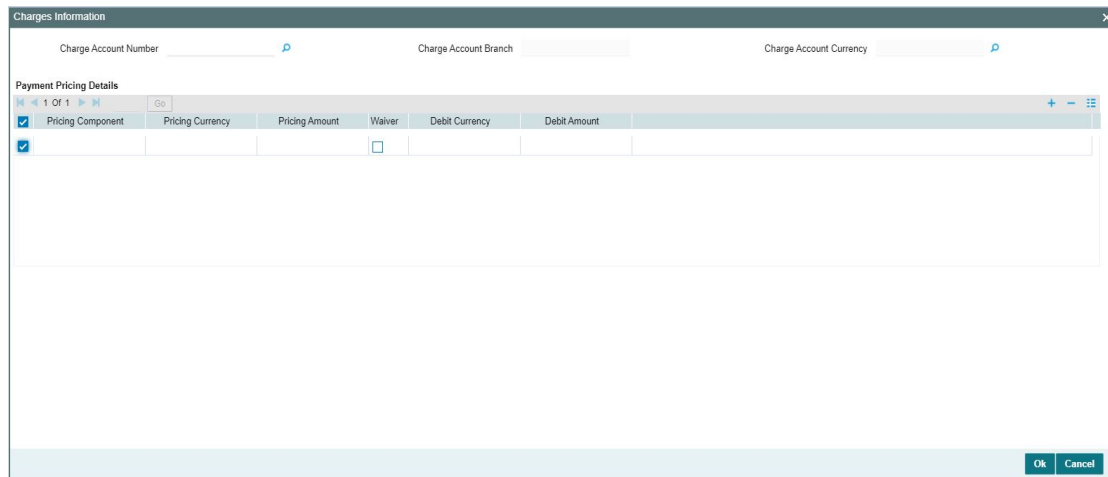 Charges Information
Charge Account Number Charge Account Branch Charge Account Currency
Payment Pricing Details
1 Of 1 Go
Pricing Component Pricing Currency Pricing Amount Waiver Debit Currency Debit Amount
Ok Cancel